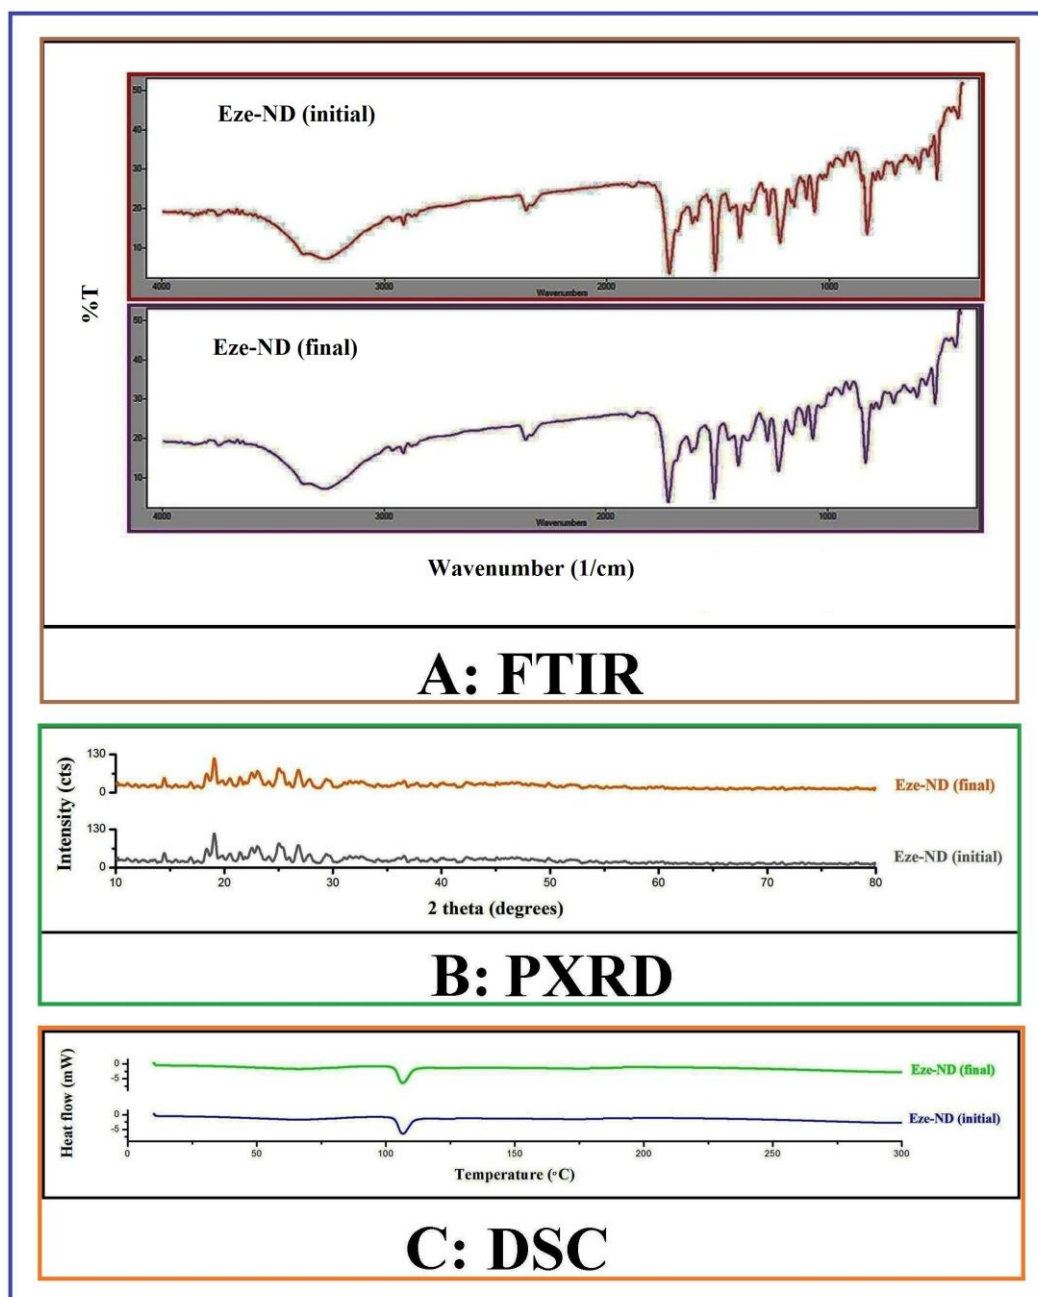 Eze-ND (initial)
50
40
30
20
10
4000 3000 2000 1000
Wavenumbers
%T
Eze-ND (final)
50
40
30
20
10
4000 3000 2000 1000
Wavenumbers
Wavenumber (1/cm)
A: FTIR
Intensity (cts)
130
0
Eze-ND (final)
130
0
Eze-ND (initial)
10 20 30 40 50 60 70 80
2 theta (degrees)
B: PXRD
Heat flow (mW)
0
-5
Eze-ND (final)
0
-5
Eze-ND (initial)
0 50 100 150 200 250 300
Temperature (°C)
C: DSC